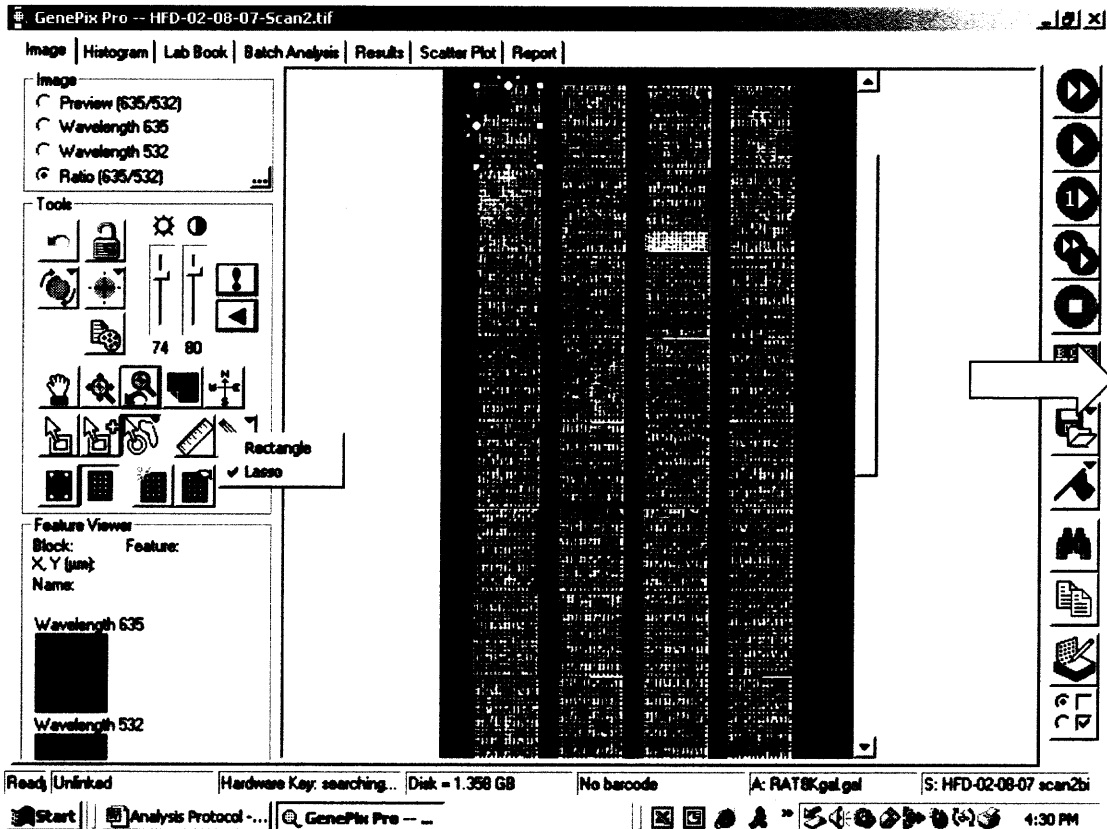 GenePix Pro -- HFD-02-08-07-Scan2.tif
Image Histogram Lab Book Batch Analysis Results Scatter Plot Report
Image
Preview (635/532)
Wavelength 635
Wavelength 532
Ratio (635/532)
...
Tools
74 80
N
Rectangle
Lasso
Feature Viewer
Block: Feature:
X, Y (µm):
Name:
Wavelength 635
Wavelength 532
Ready Unlinked Hardware Key: searching... Disk = 1.358 GB No barcode A: RAT8Kgal.gal S: HFD-02-08-07 scan2bi
Start Analysis Protocol -... GenePix Pro -- ... 4:30 PM